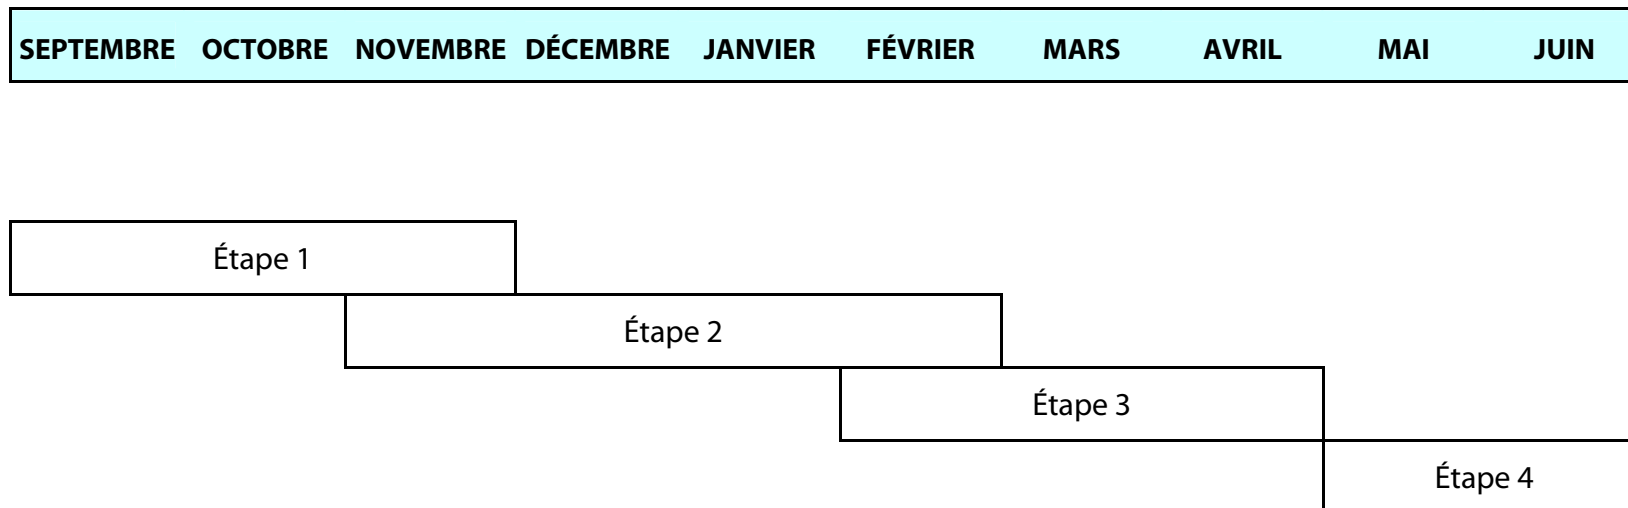 SEPTEMBRE OCTOBRE NOVEMBRE DÉCEMBRE JANVIER FÉVRIER MARS AVRIL MAI JUIN
Étape 1
Étape 2
Étape 3
Étape 4